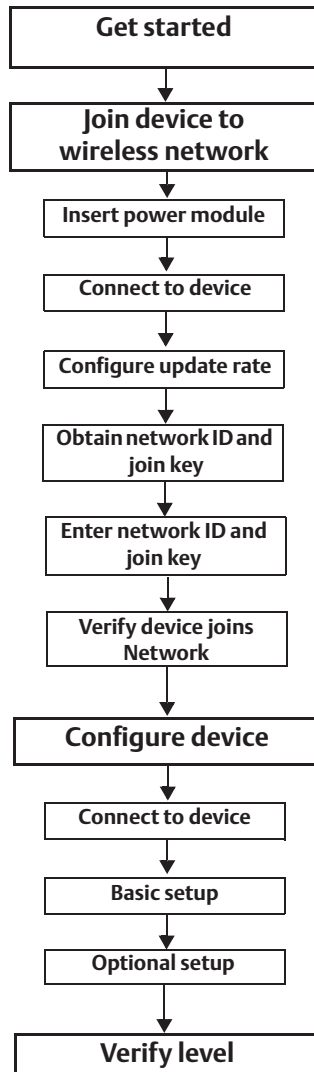 Get started
Join device to
wireless network
Insert power module
Connect to device
Configure update rate
Obtain network ID and
join key
Enter network ID and
join key
Verify device joins
Network
Configure device
Connect to device
Basic setup
Optional setup
Verify level